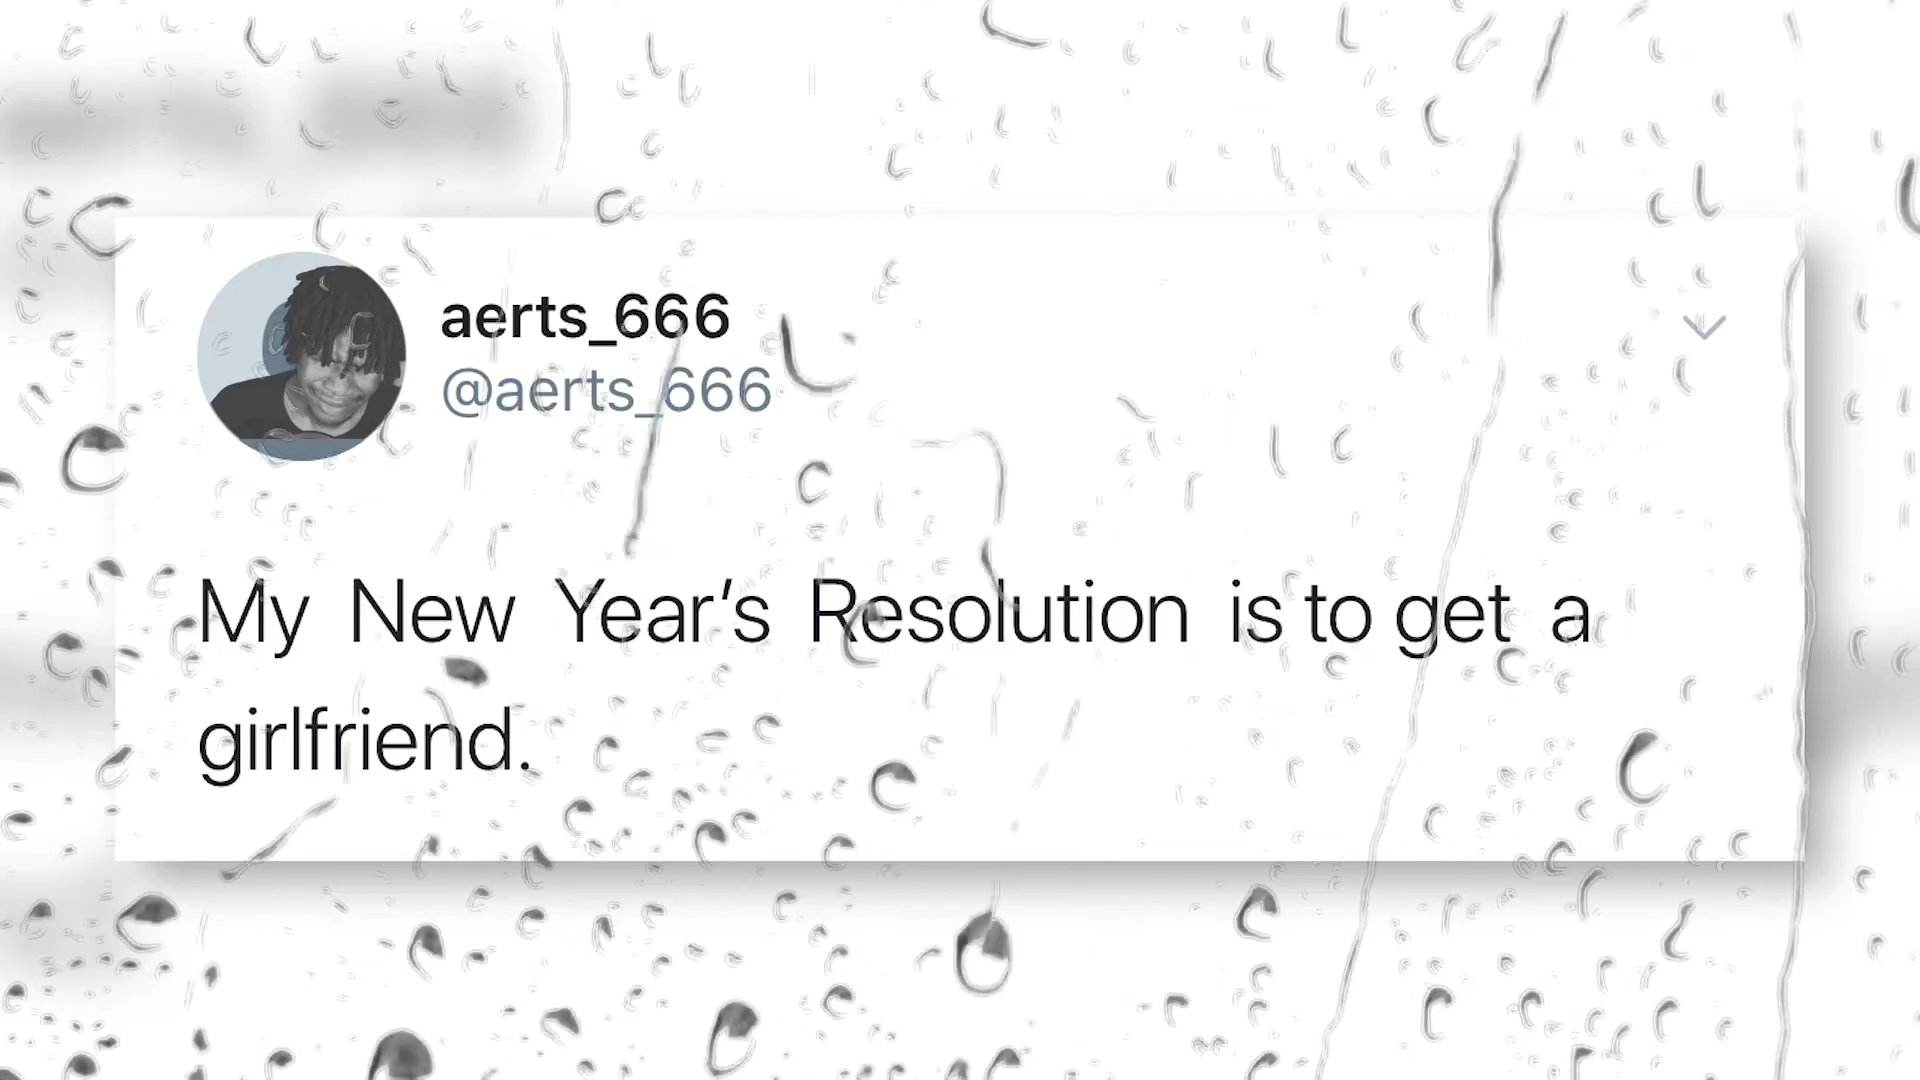 aerts_666
@aerts_666
My New Year's Resolution is to get a
girlfriend.